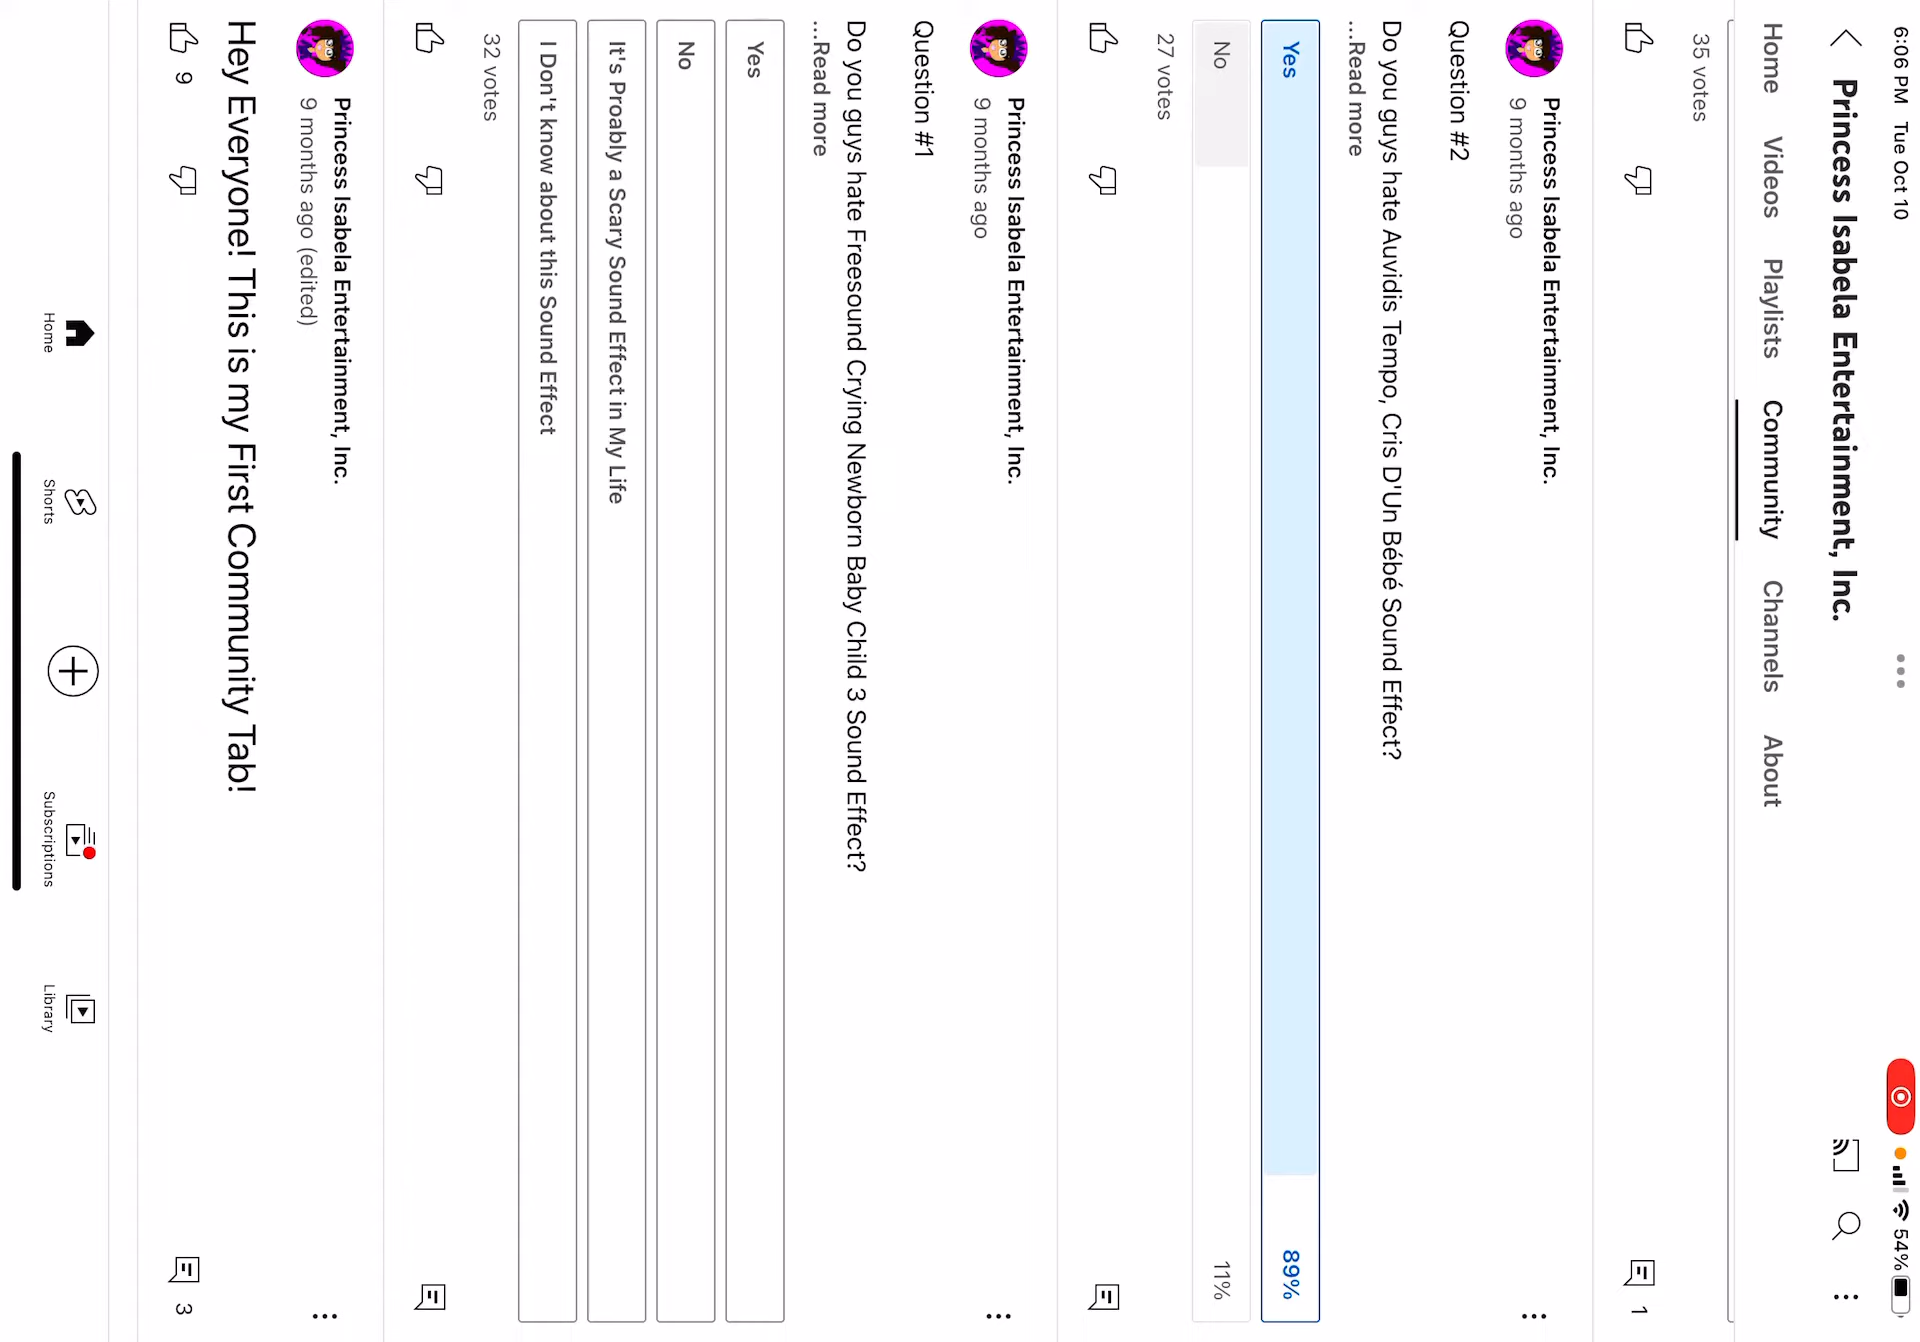 6:06 PM Tue Oct 10
54%
Princess Isabela Entertainment, Inc.
Home Videos Playlists Community Channels About
35 votes
1
Princess Isabela Entertainment, Inc.
9 months ago
Question #2
Do you guys hate Auvidis Tempo, Cris D'Un Bébé Sound Effect?
...Read more
Yes 89%
No 11%
27 votes
Princess Isabela Entertainment, Inc.
9 months ago
Question #1
Do you guys hate Freesound Crying Newborn Baby Child 3 Sound Effect?
...Read more
Yes
No
It's Proably a Scary Sound Effect in My Life
I Don't know about this Sound Effect
32 votes
Princess Isabela Entertainment, Inc.
9 months ago (edited)
Hey Everyone! This is my First Community Tab!
9 3
Home Shorts Subscriptions Library